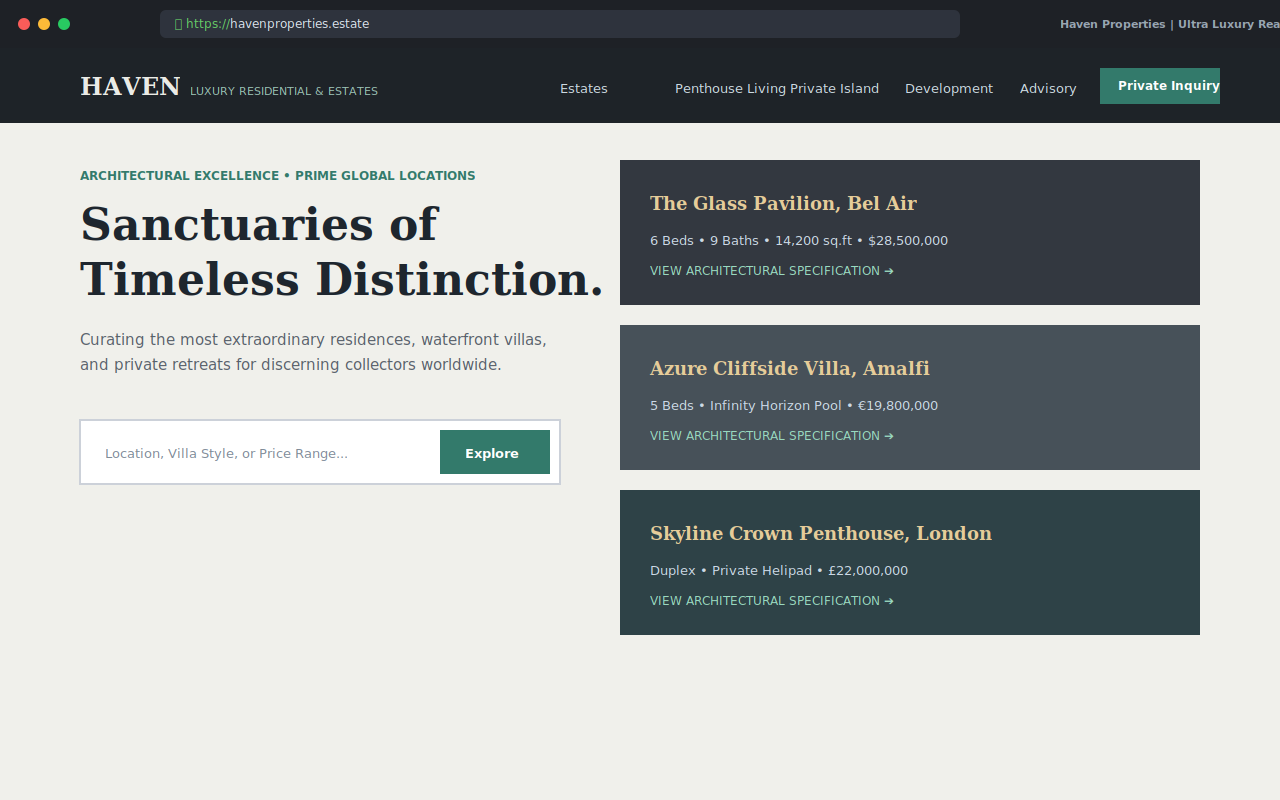 https://havenproperties.estate
Haven Properties | Ultra Luxury Rea
HAVEN LUXURY RESIDENTIAL & ESTATES
Estates Penthouse Living Private Island Development Advisory Private Inquiry
ARCHITECTURAL EXCELLENCE • PRIME GLOBAL LOCATIONS
Sanctuaries of
Timeless Distinction.
Curating the most extraordinary residences, waterfront villas,
and private retreats for discerning collectors worldwide.
Location, Villa Style, or Price Range...
Explore
The Glass Pavilion, Bel Air
6 Beds • 9 Baths • 14,200 sq.ft • $28,500,000
VIEW ARCHITECTURAL SPECIFICATION ➔
Azure Cliffside Villa, Amalfi
5 Beds • Infinity Horizon Pool • €19,800,000
VIEW ARCHITECTURAL SPECIFICATION ➔
Skyline Crown Penthouse, London
Duplex • Private Helipad • £22,000,000
VIEW ARCHITECTURAL SPECIFICATION ➔